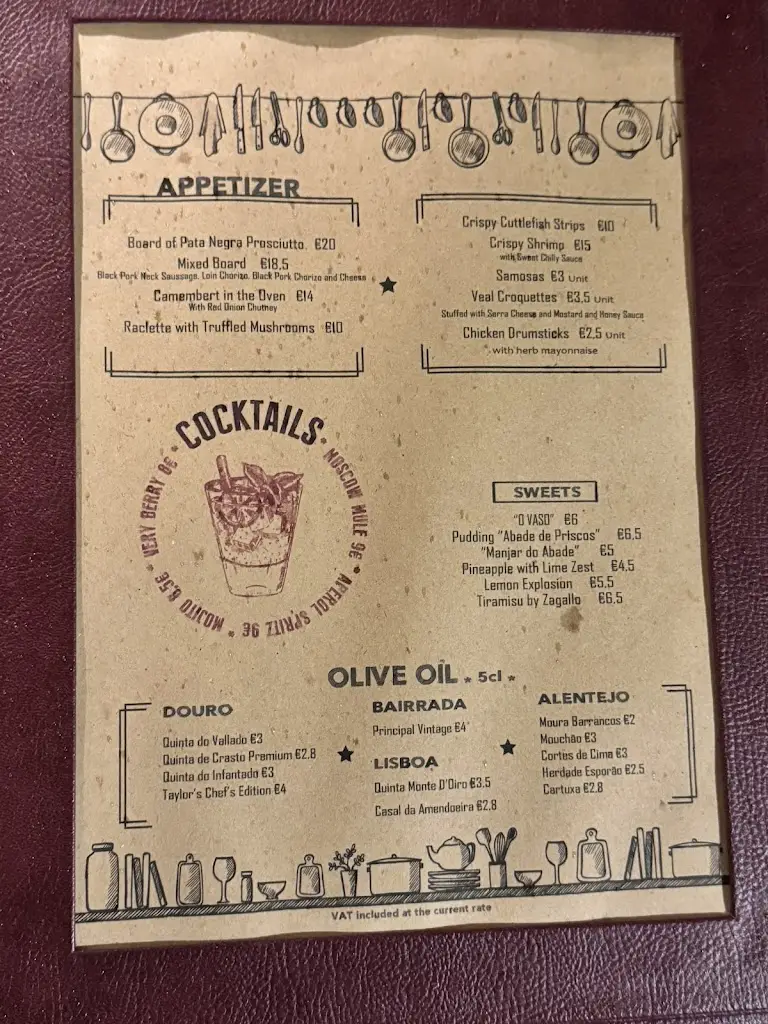 APPETIZER
Board of Pata Negra Prosciutto €20
Mixed Board €18,5
Black Pork Neck Saussage, Loin Chorizo, Black Pork Chorizo and Cheese
Camembert in the Oven €14
With Red Onion Chutney
Raclette with Truffled Mushrooms €10
Crispy Cuttlefish Strips €10
Crispy Shrimp €15
with Sweet Chilly Sauce
Samosas €3 Unit
Veal Croquettes €3,5 Unit
Stuffed with Serra Cheese and Mostard and Honey Sauce
Chicken Drumsticks €2,5 Unit
with herb mayonnaise
COCKTAILS
MOSCOW MULE 9€ * APEROL SPRITZ 9€ * MOJITO 8,5€ * VERY BERRY 8€
SWEETS
"O VASO" €6
Pudding "Abade de Priscos" €6,5
"Manjar do Abade" €5
Pineapple with Lime Zest €4,5
Lemon Explosion €5,5
Tiramisu by Zagallo €6,5
OLIVE OIL * 5cl *
DOURO
Quinta do Vallado €3
Quinta de Crasto Premium €2,8
Quinta do Infantado €3
Taylor's Chef's Edition €4
BAIRRADA
Principal Vintage €4
LISBOA
Quinta Monte D'Oiro €3,5
Casal da Amendoeira €2,8
ALENTEJO
Moura Barrancos €2
Mouchão €3
Cortes de Cima €3
Herdade Esporão €2,5
Cartuxa €2,8
VAT included at the current rate